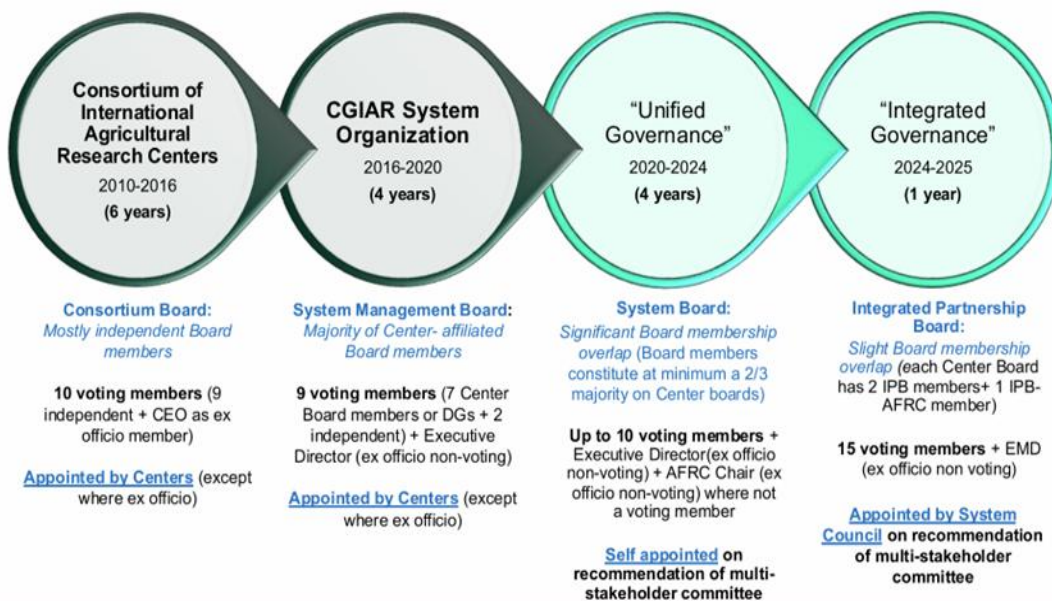 Consortium of
International
Agricultural
Research Centers
2010-2016
(6 years)
CGIAR System
Organization
2016-2020
(4 years)
“Unified
Governance”
2020-2024
(4 years)
“Integrated
Governance”
2024-2025
(1 year)
Consortium Board:
Mostly independent Board
members
10 voting members (9
independent + CEO as ex
officio member)
Appointed by Centers (except
where ex officio)
System Management Board:
Majority of Center- affiliated
Board members
9 voting members (7 Center
Board members or DGs + 2
independent) + Executive
Director (ex officio non-voting)
Appointed by Centers (except
where ex officio)
System Board:
Significant Board membership
overlap (Board members
constitute at minimum a 2/3
majority on Center boards)
Up to 10 voting members +
Executive Director(ex officio
non-voting) + AFRC Chair (ex
officio non-voting) where not
a voting member
Self appointed on
recommendation of multi-
stakeholder committee
Integrated Partnership
Board:
Slight Board membership
overlap (each Center Board
has 2 IPB members+ 1 IPB-
AFRC member)
15 voting members + EMD
(ex officio non voting)
Appointed by System
Council on recommendation
of multi-stakeholder
committee